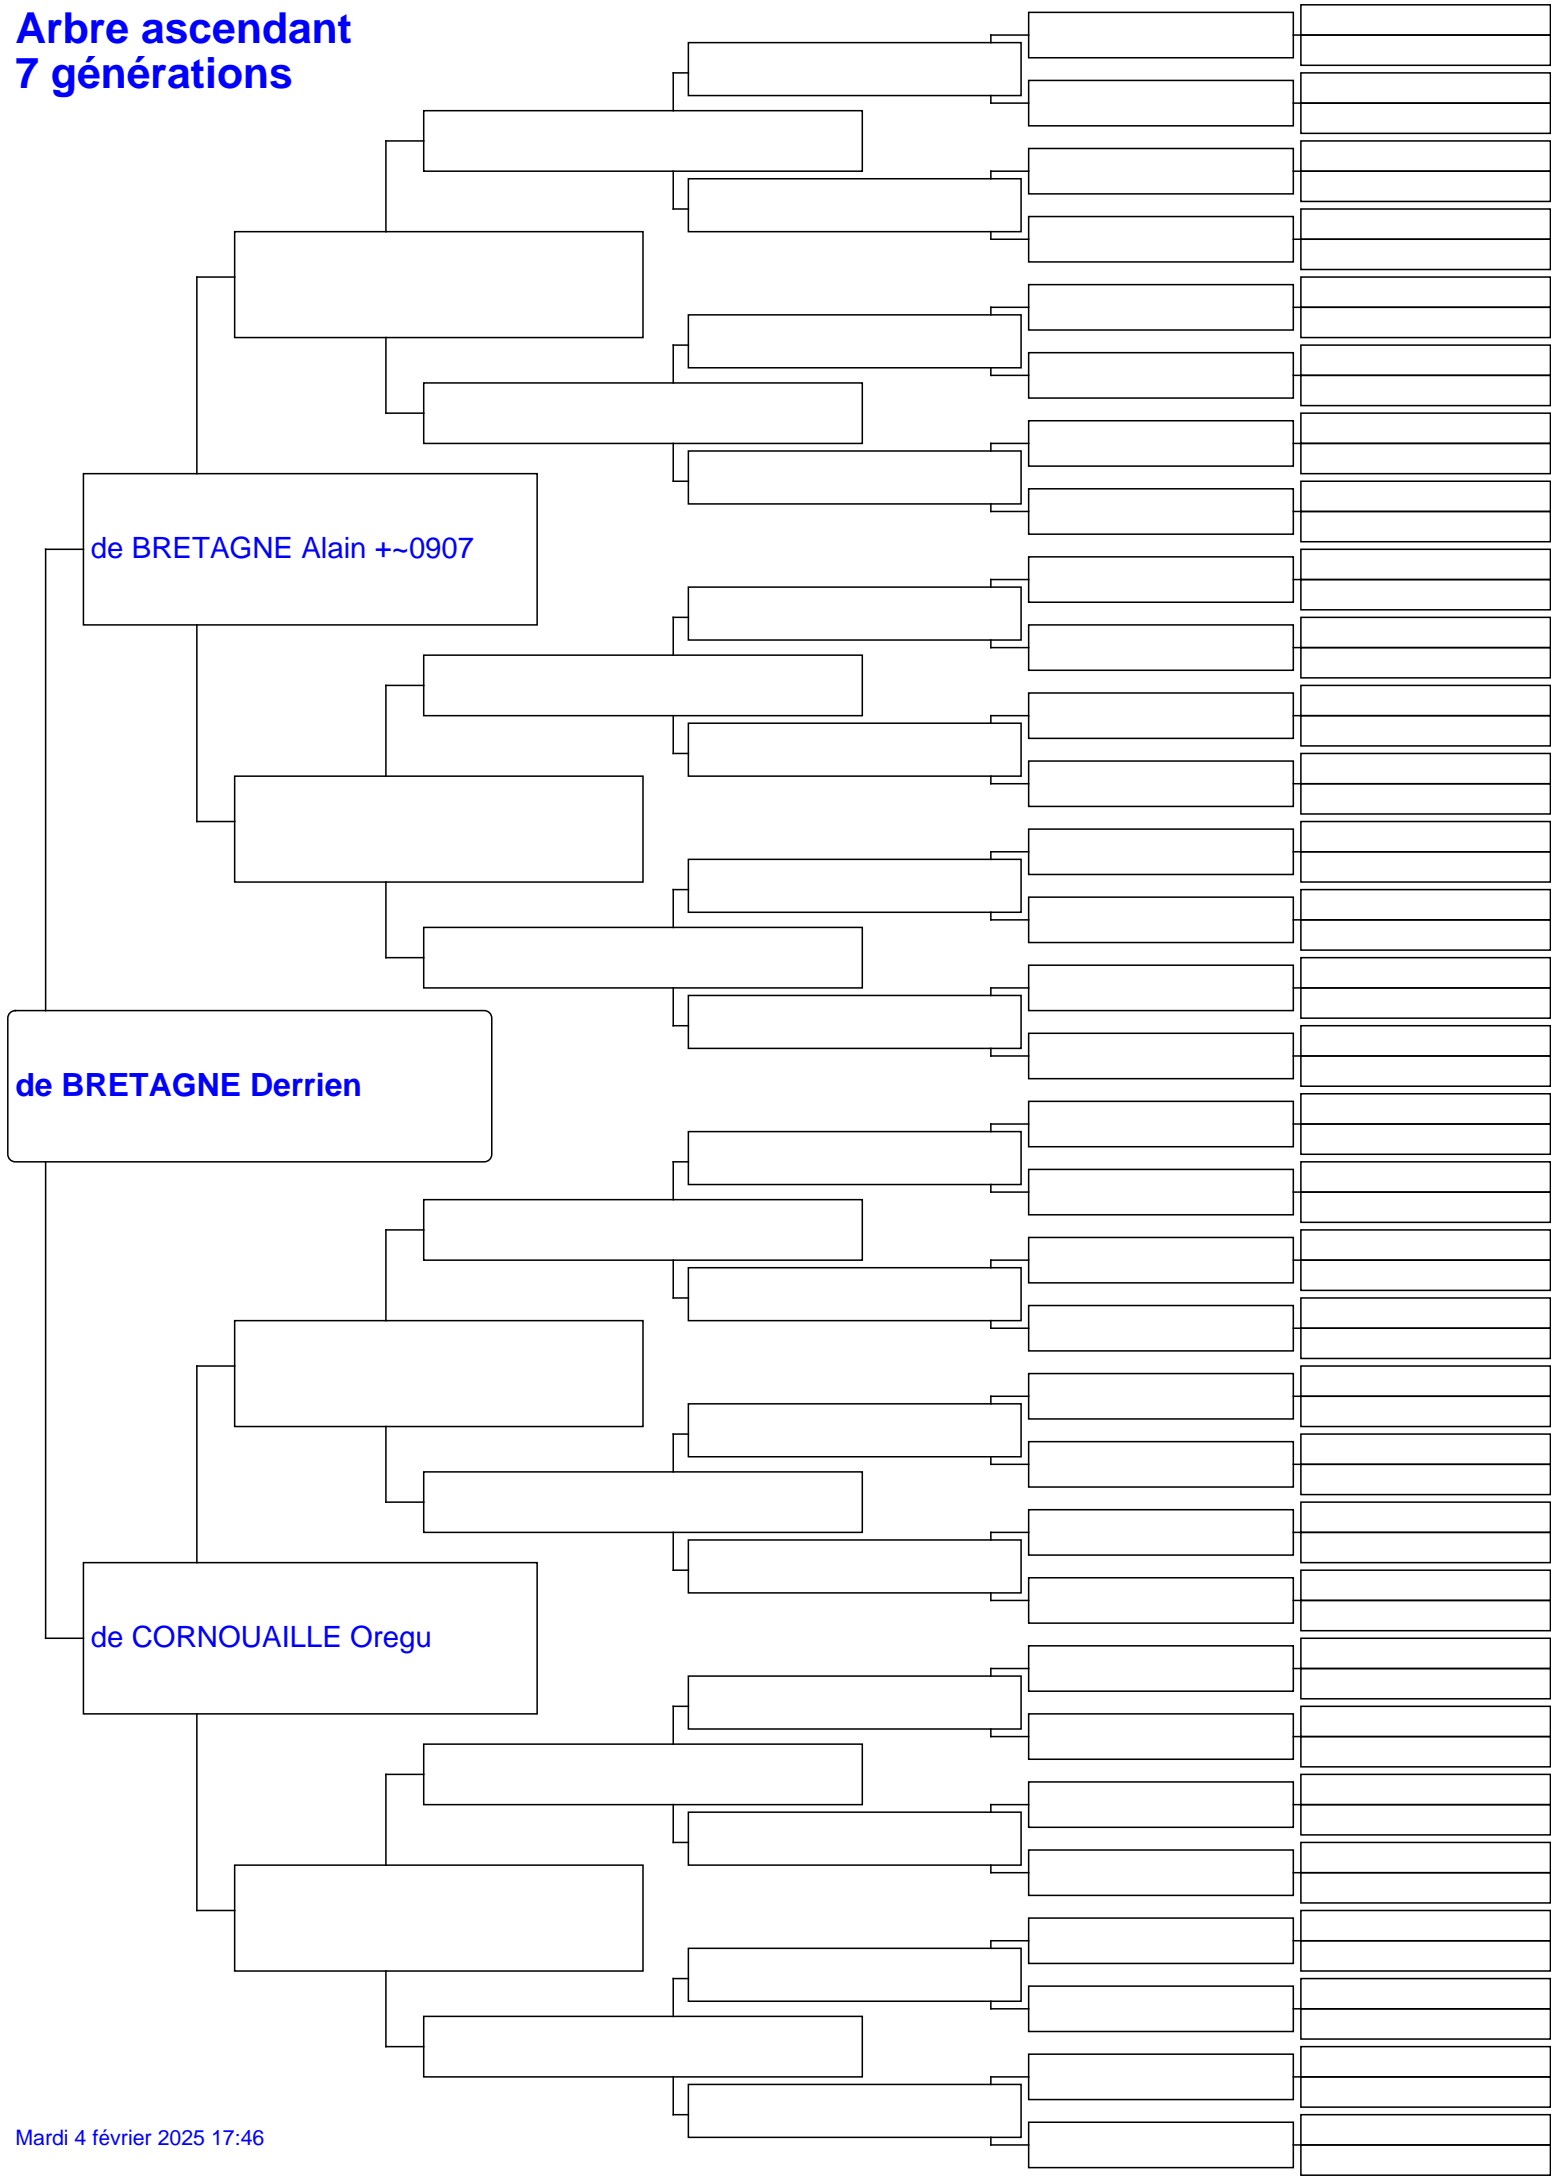 Arbre ascendant
7 générations
de BRETAGNE Alain +~0907
de BRETAGNE Derrien
de CORNOUAILLE Oregu
Mardi 4 février 2025 17:46